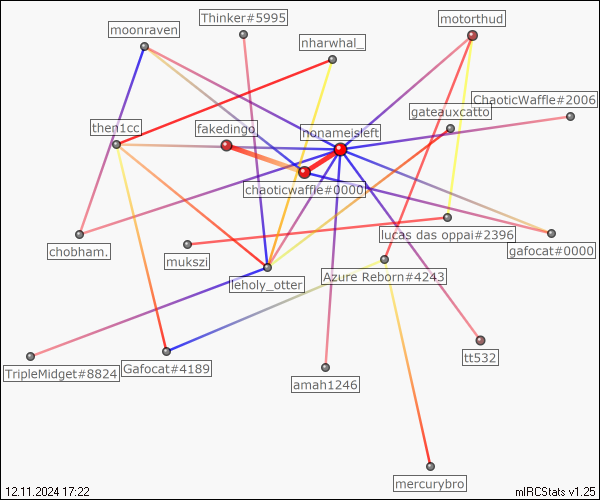 Thinker#5995
motorthud
moonraven
nharwhal_
ChaoticWaffle#2006
gateauxcatto
then1cc
fakedingo
nonameisleft
chaoticwaffle#0000
lucas das oppai#2396
gafocat#0000
chobham.
mukszi
leholy_otter
Azure Reborn#4243
TripleMidget#8824
Gafocat#4189
amah1246
tt532
mercurybro
12.11.2024 17:22
mIRCStats v1.25